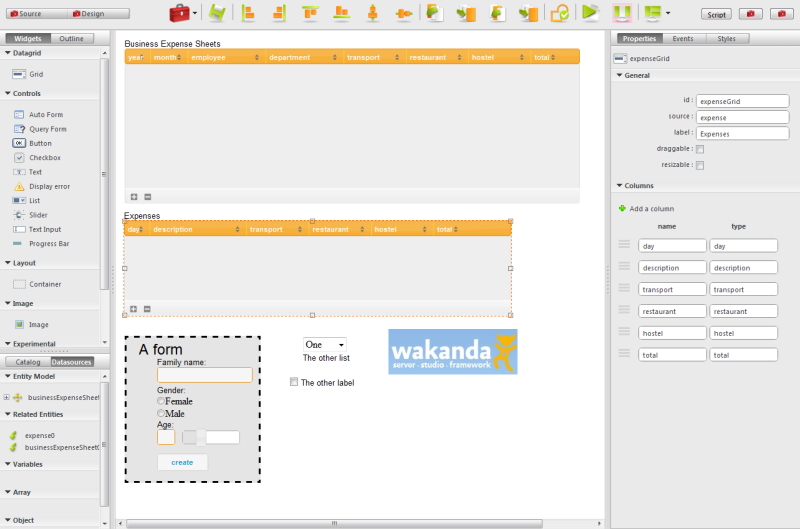 Source Design
Script
Widgets Outline
Datagrid
Grid
Controls
Auto Form
Query Form
OK Button
Checkbox
Text
Display error
List
Slider
Text Input
Progress Bar
Layout
Container
Image
Image
Experimental
Catalog Datasources
Entity Model
businessExpenseSheet
Related Entities
expense0
businessExpenseSheet0
Variables
Array
Object
Business Expense Sheets
year month employee department transport restaurant hostel total
Expenses
day description transport restaurant hostel total
A form
Family name:
Gender:
Female
Male
Age:
create
One
The other list
The other label
wakanda
server · studio · framework
Properties Events Styles
expenseGrid
General
id : expenseGrid
source : expense
label : Expenses
draggable :
resizable :
Columns
Add a column
name type
day day
description description
transport transport
restaurant restaurant
hostel hostel
total total